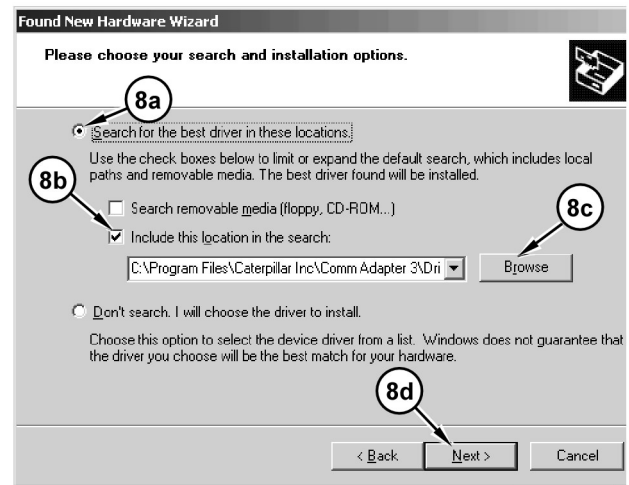 Found New Hardware Wizard
Please choose your search and installation options.
8a
Search for the best driver in these locations.
Use the check boxes below to limit or expand the default search, which includes local
paths and removable media. The best driver found will be installed.
8b
Search removable media (floppy, CD-ROM...)
8c
Include this location in the search:
C:\Program Files\Caterpillar Inc\Comm Adapter 3\Dri
Browse
Don't search. I will choose the driver to install.
Choose this option to select the device driver from a list. Windows does not guarantee that
the driver you choose will be the best match for your hardware.
8d
< Back
Next >
Cancel